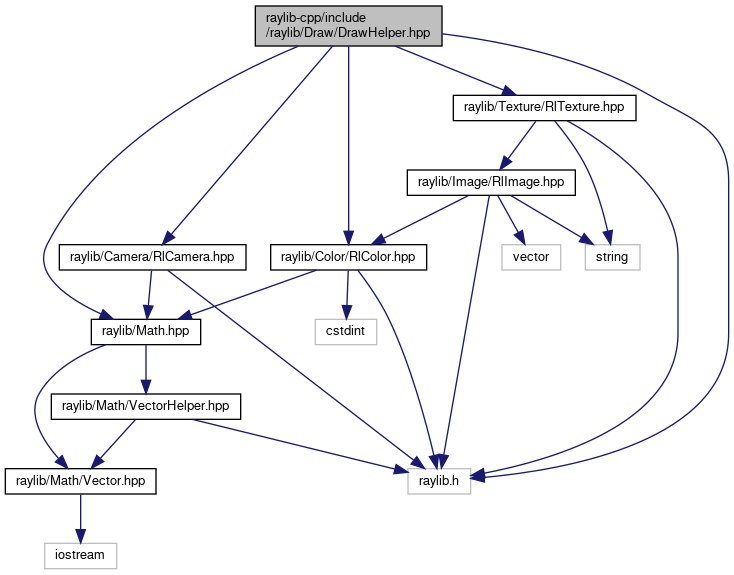 raylib-cpp/include
/raylib/Draw/DrawHelper.hpp
raylib/Texture/RlTexture.hpp
raylib/Image/RlImage.hpp
raylib/Camera/RlCamera.hpp
raylib/Color/RlColor.hpp
vector
string
raylib/Math.hpp
cstdint
raylib/Math/VectorHelper.hpp
raylib/Math/Vector.hpp
raylib.h
iostream